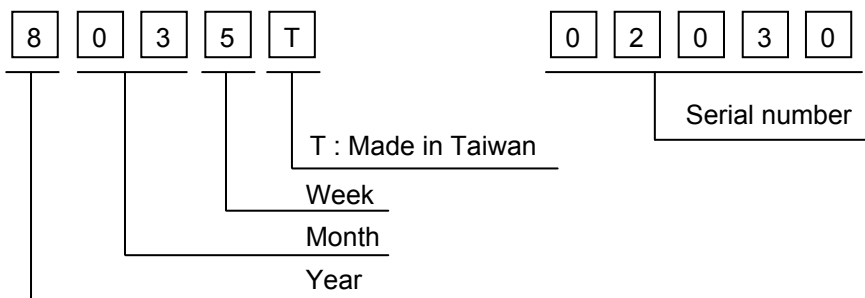 8 0 3 5 T 0 2 0 3 0
Serial number
T : Made in Taiwan
Week
Month
Year